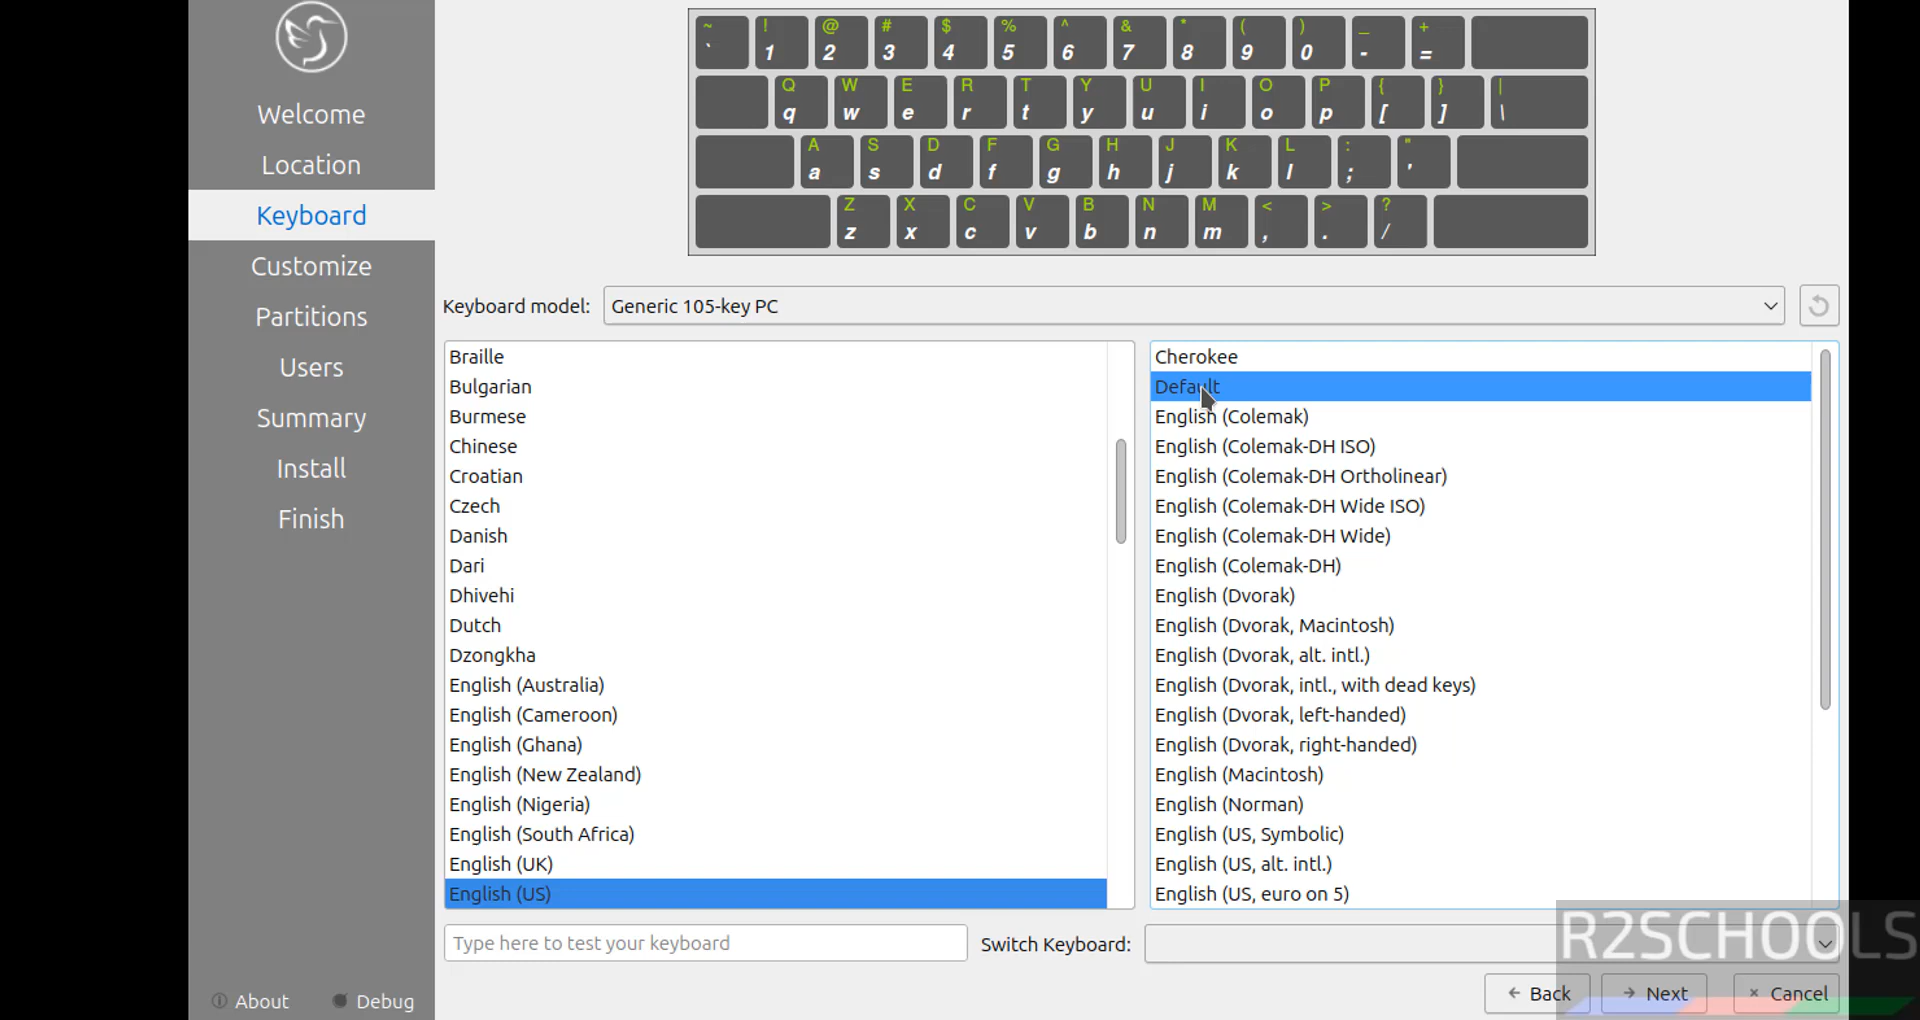 ~ ! @ # $ % ^ & * ( ) _ +
` 1 2 3 4 5 6 7 8 9 0 - =
Q W E R T Y U I O P { } |
q w e r t y u i o p [ ] \
A S D F G H J K L : "
a s d f g h j k l ; '
Z X C V B N M < > ?
z x c v b n m , . /
Welcome
Location
Keyboard
Customize
Partitions
Users
Summary
Install
Finish
About
Debug
Keyboard model: Generic 105-key PC
Braille
Bulgarian
Burmese
Chinese
Croatian
Czech
Danish
Dari
Dhivehi
Dutch
Dzongkha
English (Australia)
English (Cameroon)
English (Ghana)
English (New Zealand)
English (Nigeria)
English (South Africa)
English (UK)
English (US)
Cherokee
Default
English (Colemak)
English (Colemak-DH ISO)
English (Colemak-DH Ortholinear)
English (Colemak-DH Wide ISO)
English (Colemak-DH Wide)
English (Colemak-DH)
English (Dvorak)
English (Dvorak, Macintosh)
English (Dvorak, alt. intl.)
English (Dvorak, intl., with dead keys)
English (Dvorak, left-handed)
English (Dvorak, right-handed)
English (Macintosh)
English (Norman)
English (US, Symbolic)
English (US, alt. intl.)
English (US, euro on 5)
Type here to test your keyboard
Switch Keyboard:
R2SCHOOLS
Back
Next
Cancel